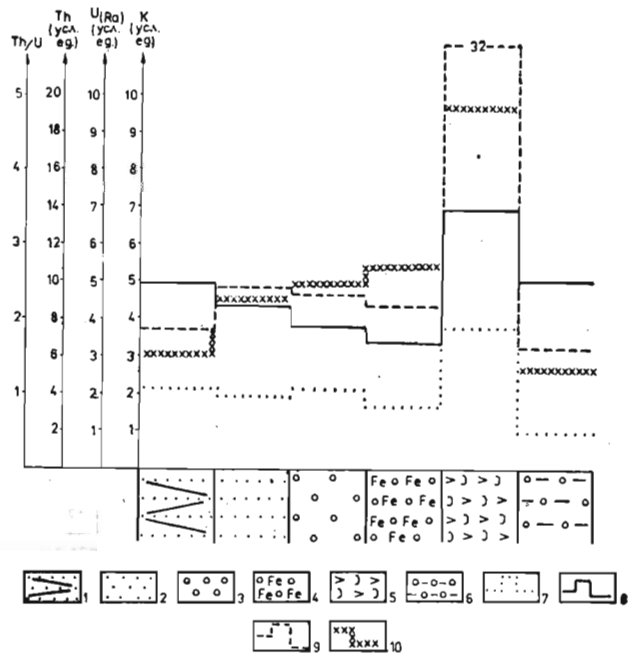 Th/U
Th (усл. ед.)
U(Ra) (усл. ед.)
K (усл. ед.)
32
5 20 10 10
18 9 9
4 16 8 8
14 7 7
3 12 6 6
10 5 5
2 8 4 4
6 3 3
1 4 2 2
2 1 1
Fe o Fe o
o Fe o Fe
Fe o Fe o
o Fe o
o Fe o
Fe o Fe
1 2 3 4 5 6 7 8
9 10